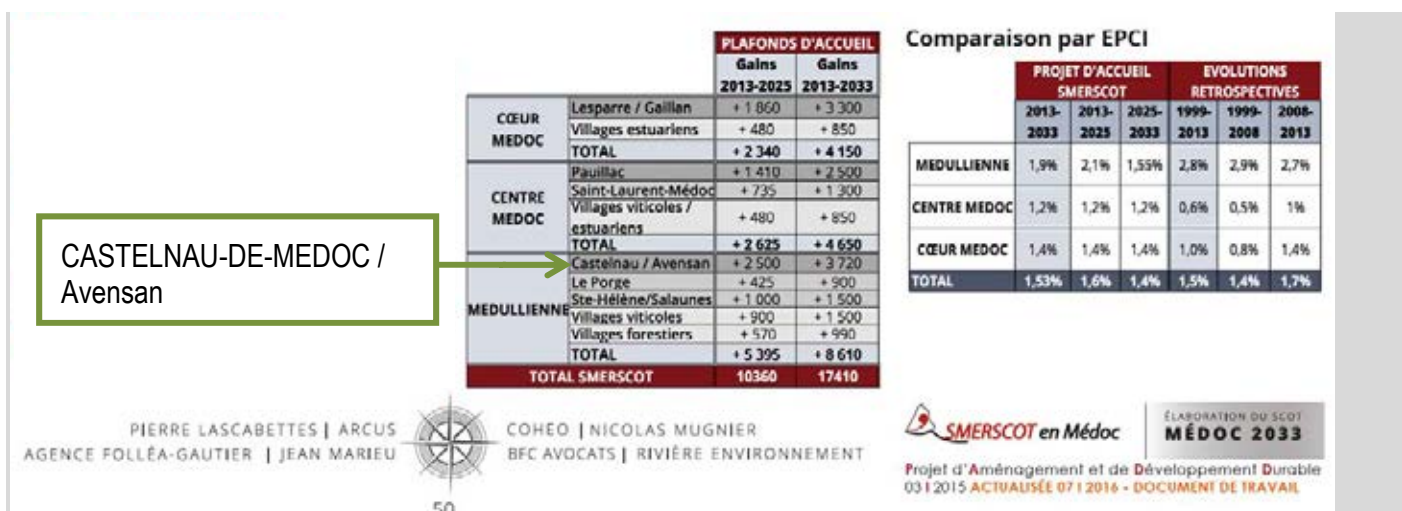 PLAFONDS D'ACCUEIL
Gains Gains
2013-2025 2013-2033
CŒUR MEDOC
Lesparre / Gaillan + 1 860 + 3 300
Villages estuariens + 480 + 850
TOTAL + 2 340 + 4 150
CENTRE MEDOC
Pauillac + 1 410 + 2 500
Saint-Laurent-Médoc + 735 + 1 300
Villages viticoles / estuariens + 480 + 850
TOTAL + 2 625 + 4 650
MEDULLIENNE
Castelnau / Avensan + 2 500 + 3 720
Le Porge + 425 + 900
Ste-Hélène/Salaunes + 1 000 + 1 500
Villages viticoles + 900 + 1 500
Villages forestiers + 570 + 990
TOTAL + 5 395 + 8 610
TOTAL SMERSCOT 10360 17410
CASTELNAU-DE-MEDOC /
Avensan
Comparaison par EPCI
PROJET D'ACCUEIL SMERSCOT EVOLUTIONS RETROSPECTIVES
2013-2033 2013-2025 2025-2033 1999-2013 1999-2008 2008-2013
MEDULLIENNE 1,9% 2,1% 1,55% 2,8% 2,9% 2,7%
CENTRE MEDOC 1,2% 1,2% 1,2% 0,6% 0,5% 1%
CŒUR MEDOC 1,4% 1,4% 1,4% 1,0% 0,8% 1,4%
TOTAL 1,53% 1,6% 1,4% 1,5% 1,4% 1,7%
PIERRE LASCABETTES | ARCUS
AGENCE FOLLÉA-GAUTIER | JEAN MARIEU
COHEO | NICOLAS MUGNIER
BFC AVOCATS | RIVIÈRE ENVIRONNEMENT
50
SMERSCOT en Médoc
ÉLABORATION DU SCOT
MÉDOC 2033
Projet d'Aménagement et de Développement Durable
03 I 2015 ACTUALISÉE 07 I 2016 - DOCUMENT DE TRAVAIL